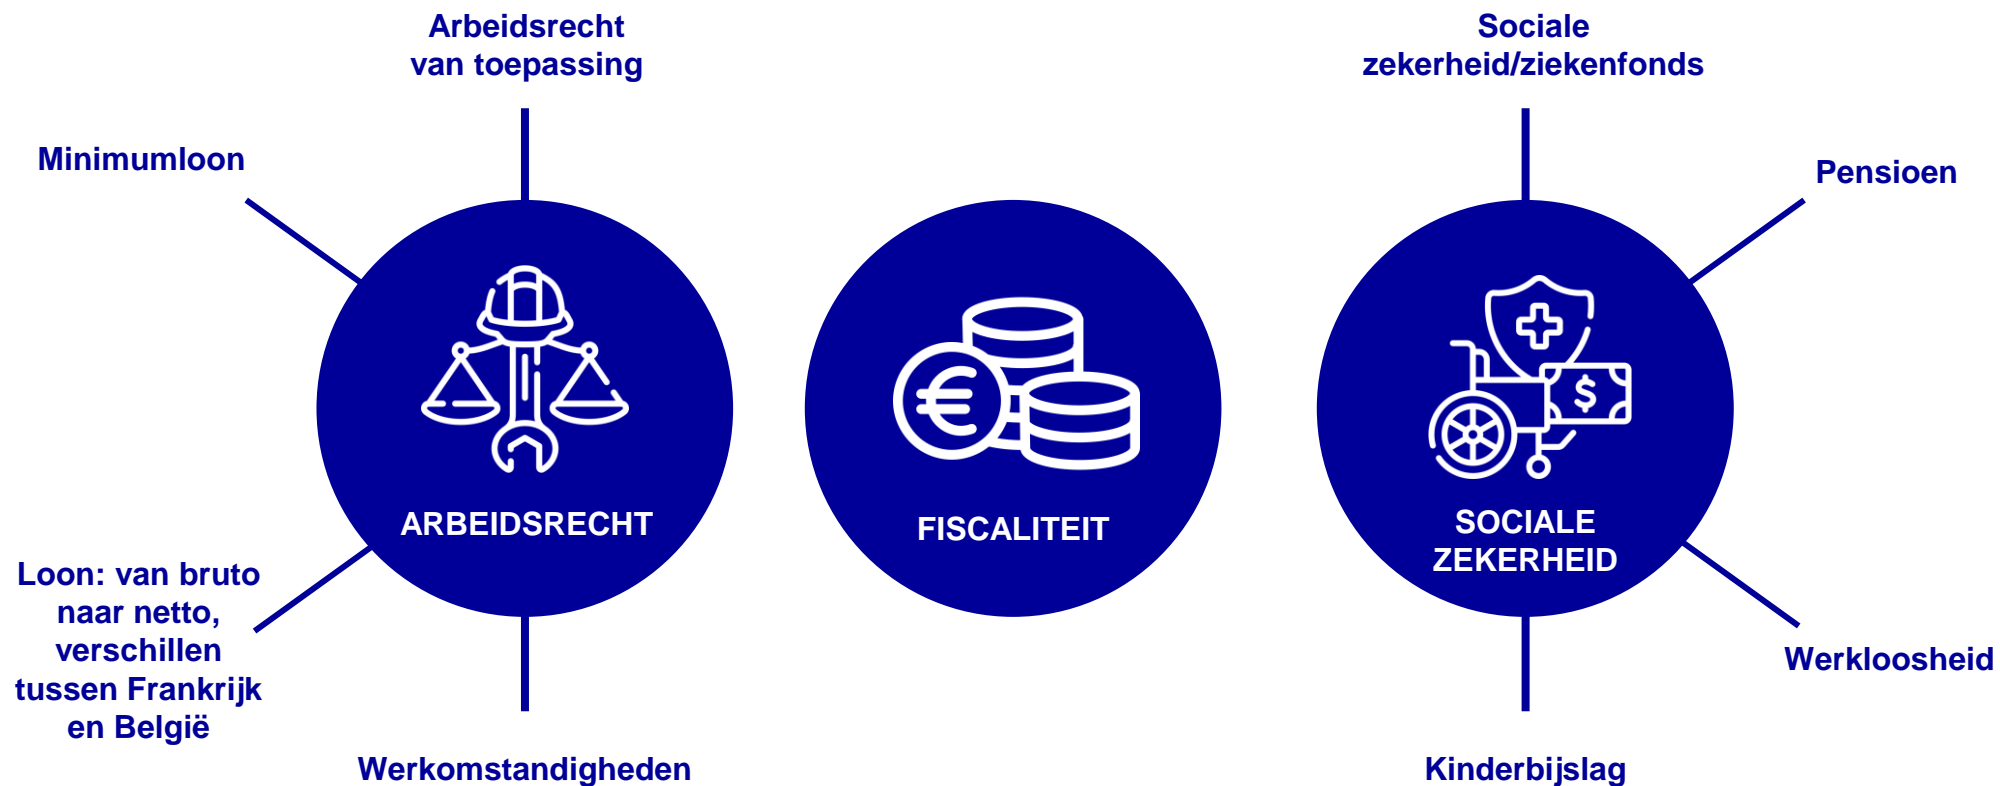 Arbeidsrecht
van toepassing
Minimumloon
ARBEIDSRECHT
Loon: van bruto
naar netto,
verschillen
tussen Frankrijk
en België
Werkomstandigheden
€
FISCALITEIT
Sociale
zekerheid/ziekenfonds
Pensioen
$
SOCIALE
ZEKERHEID
Werkloosheid
Kinderbijslag